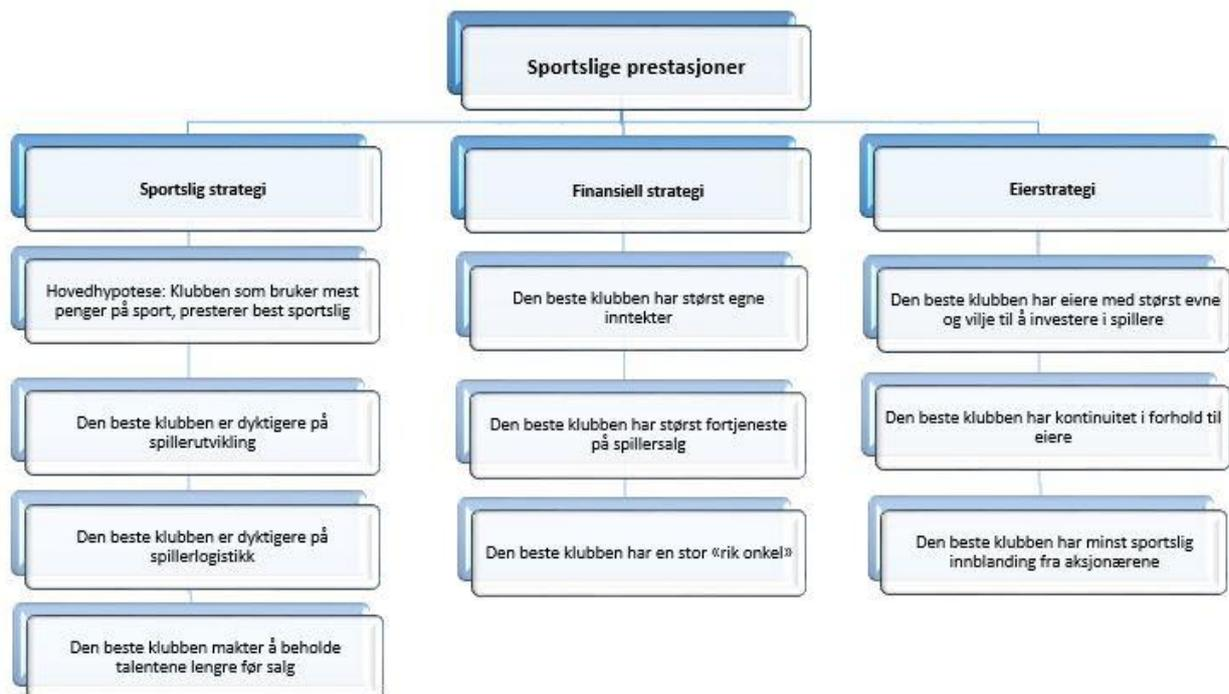 Sportslige prestasjoner
Sportslig strategi
Hovedhypotese: Klubben som bruker mest
penger på sport, presterer best sportslig
Den beste klubben er dyktigere på
spillerutvikling
Den beste klubben er dyktigere på
spillerlogistikk
Den beste klubben makter å beholde
talentene lengre før salg
Finansiell strategi
Den beste klubben har størst egne
inntekter
Den beste klubben har størst fortjeneste
på spillersalg
Den beste klubben har en stor «rik onkel»
Eierstrategi
Den beste klubben har eiere med størst evne
og vilje til å investere i spillere
Den beste klubben har kontinuitet i forhold til
eiere
Den beste klubben har minst sportslig
innblanding fra aksjonærene